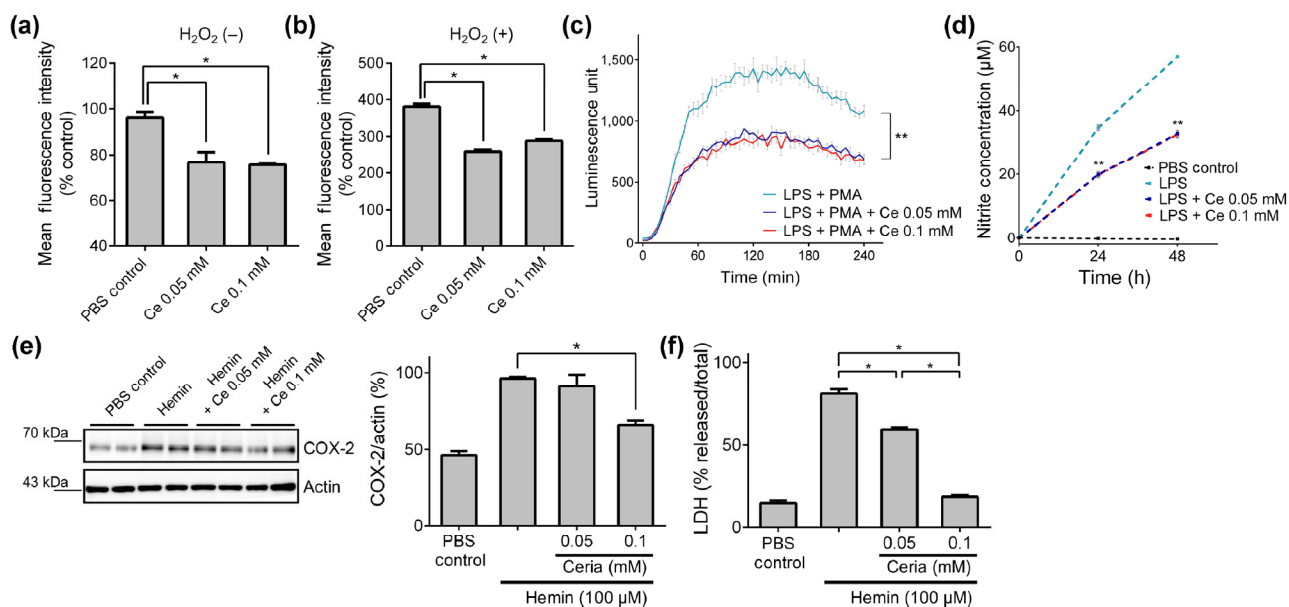 (a)
H₂O₂ (–)
Mean fluorescence intensity
(% control)
120
100
80
60
40
*
*
PBS control
Ce 0.05 mM
Ce 0.1 mM
(b)
H₂O₂ (+)
Mean fluorescence intensity
(% control)
500
400
300
200
100
0
*
*
PBS control
Ce 0.05 mM
Ce 0.1 mM
(c)
Luminescence unit
1,500
1,000
500
0
60
120
180
240
Time (min)
**
LPS + PMA
LPS + PMA + Ce 0.05 mM
LPS + PMA + Ce 0.1 mM
(d)
Nitrite concentration (µM)
60
40
20
0
0
24
48
Time (h)
**
**
PBS control
LPS
LPS + Ce 0.05 mM
LPS + Ce 0.1 mM
(e)
PBS control
Hemin
Hemin
+ Ce 0.05 mM
Hemin
+ Ce 0.1 mM
70 kDa
COX-2
43 kDa
Actin
COX-2/actin (%)
100
50
0
*
PBS
control
0.05
0.1
Ceria (mM)
Hemin (100 µM)
(f)
LDH (% released/total)
100
50
0
*
*
*
PBS
control
0.05
0.1
Ceria (mM)
Hemin (100 µM)